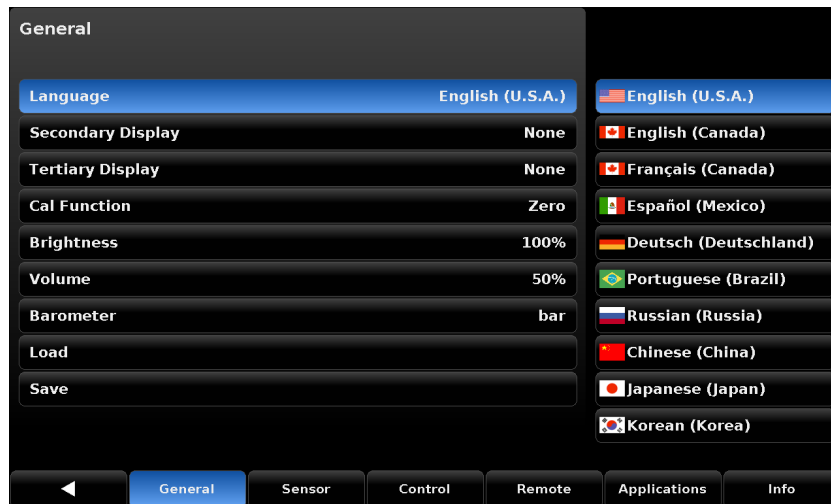 General
Language English (U.S.A.)
Secondary Display None
Tertiary Display None
Cal Function Zero
Brightness 100%
Volume 50%
Barometer bar
Load
Save
English (U.S.A.)
English (Canada)
Français (Canada)
Español (Mexico)
Deutsch (Deutschland)
Portuguese (Brazil)
Russian (Russia)
Chinese (China)
Japanese (Japan)
Korean (Korea)
General Sensor Control Remote Applications Info